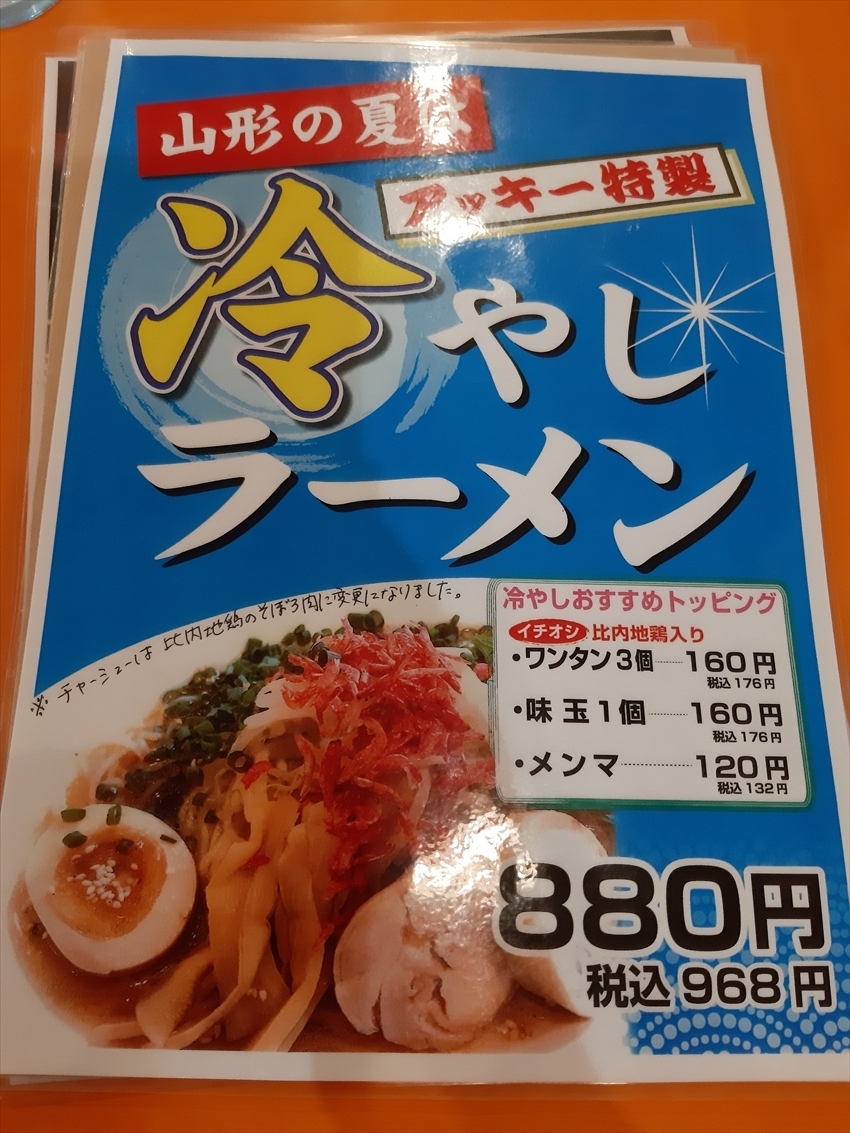 山形の夏は
アッキー特製
冷やし
ラーメン
※チャーシューは比内地鶏のそぼろ肉に変更になりました。
冷やしおすすめトッピング
イチオシ 比内地鶏入り
・ワンタン3個………160円
税込176円
・味玉1個…………160円
税込176円
・メンマ……………120円
税込132円
880円
税込968円